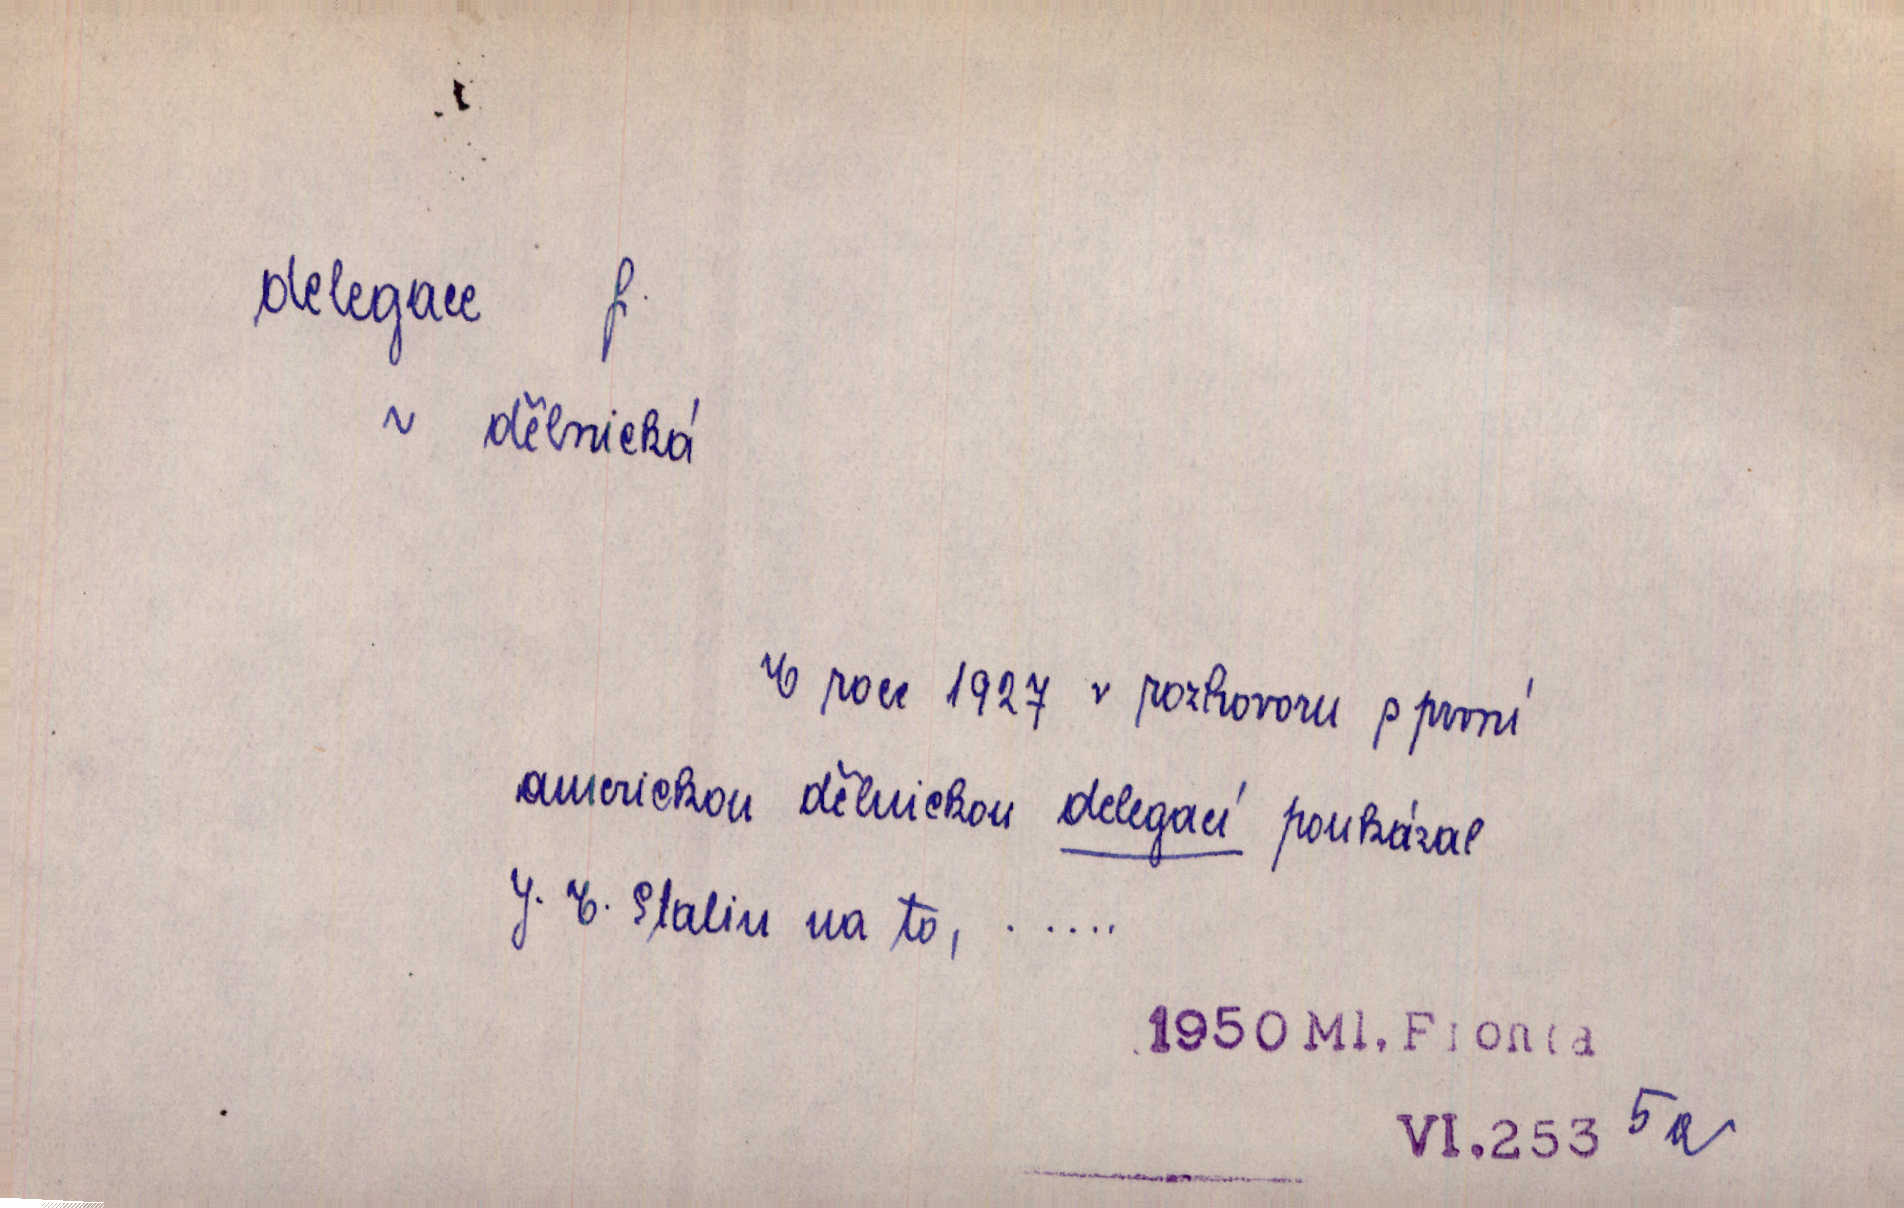 delegace f.
~ dělnická
V roce 1927 v rozhovoru s první
americkou dělnickou delegací poukázal
J. V. Stalin na to, ......
1950 Ml. Fronta
VI.253 5a